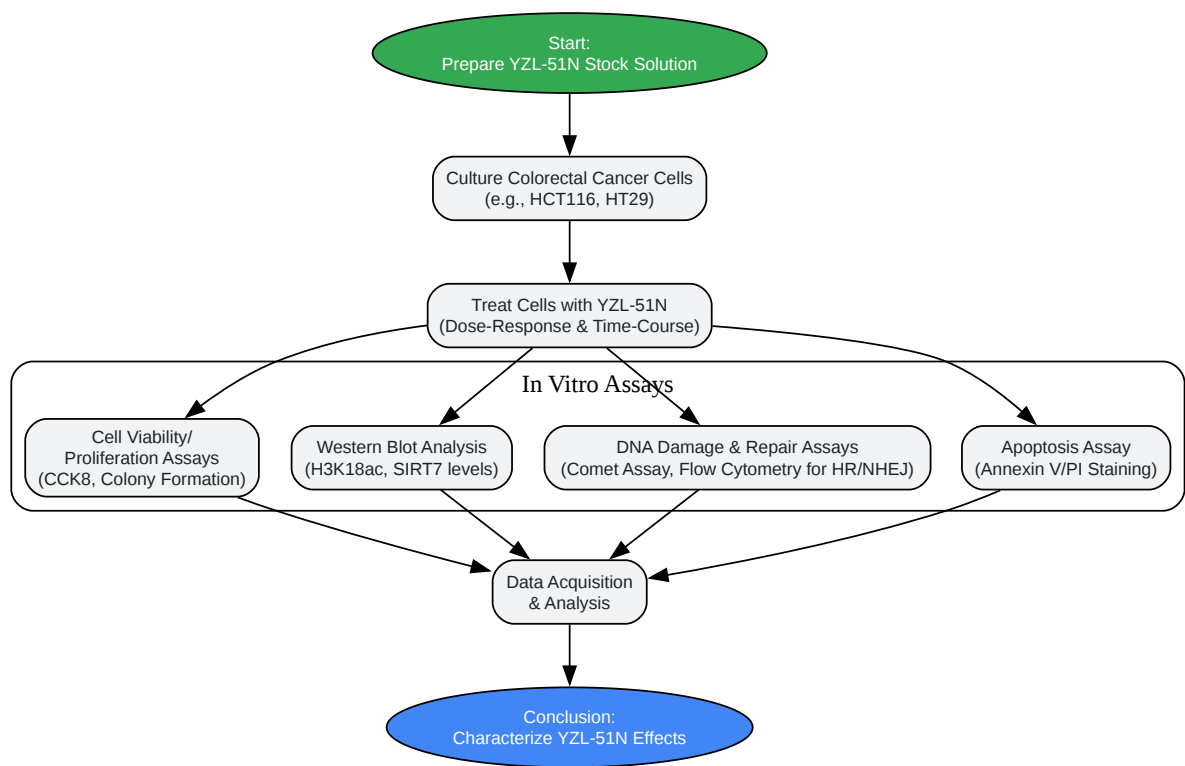 Start:
Prepare YZL-51N Stock Solution
Culture Colorectal Cancer Cells
(e.g., HCT116, HT29)
Treat Cells with YZL-51N
(Dose-Response & Time-Course)
In Vitro Assays
Cell Viability/
Proliferation Assays
(CCK8, Colony Formation)
Western Blot Analysis
(H3K18ac, SIRT7 levels)
DNA Damage & Repair Assays
(Comet Assay, Flow Cytometry for HR/NHEJ)
Apoptosis Assay
(Annexin V/PI Staining)
Data Acquisition
& Analysis
Conclusion:
Characterize YZL-51N Effects